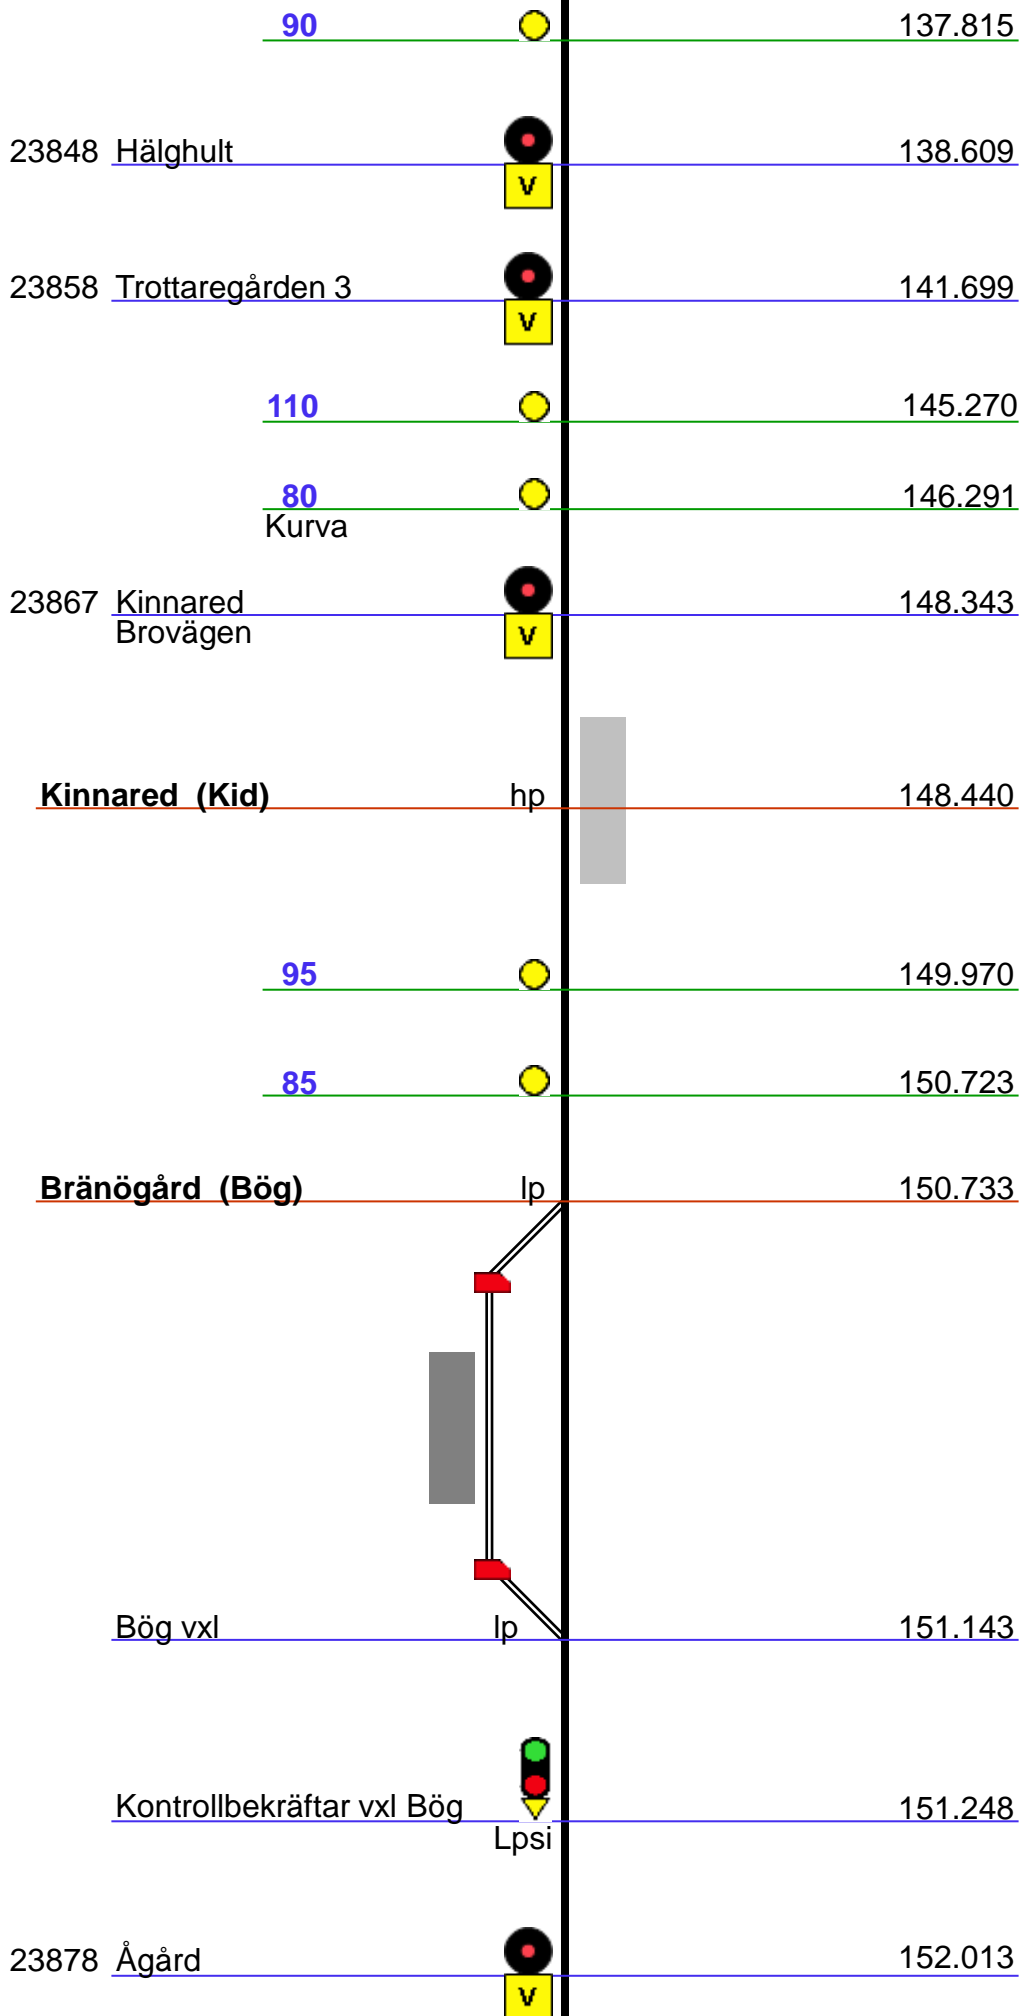 90 137.815
23848 Hälghult 138.609
V
23858 Trottaregården 3 141.699
V
110 145.270
80 146.291
Kurva
23867 Kinnared 148.343
Brovägen V
Kinnared (Kid) hp 148.440
95 149.970
85 150.723
Bränögård (Bög) lp 150.733
Bög vxl lp 151.143
Kontrollbekräftar vxl Bög 151.248
Lpsi
23878 Ågård 152.013
V